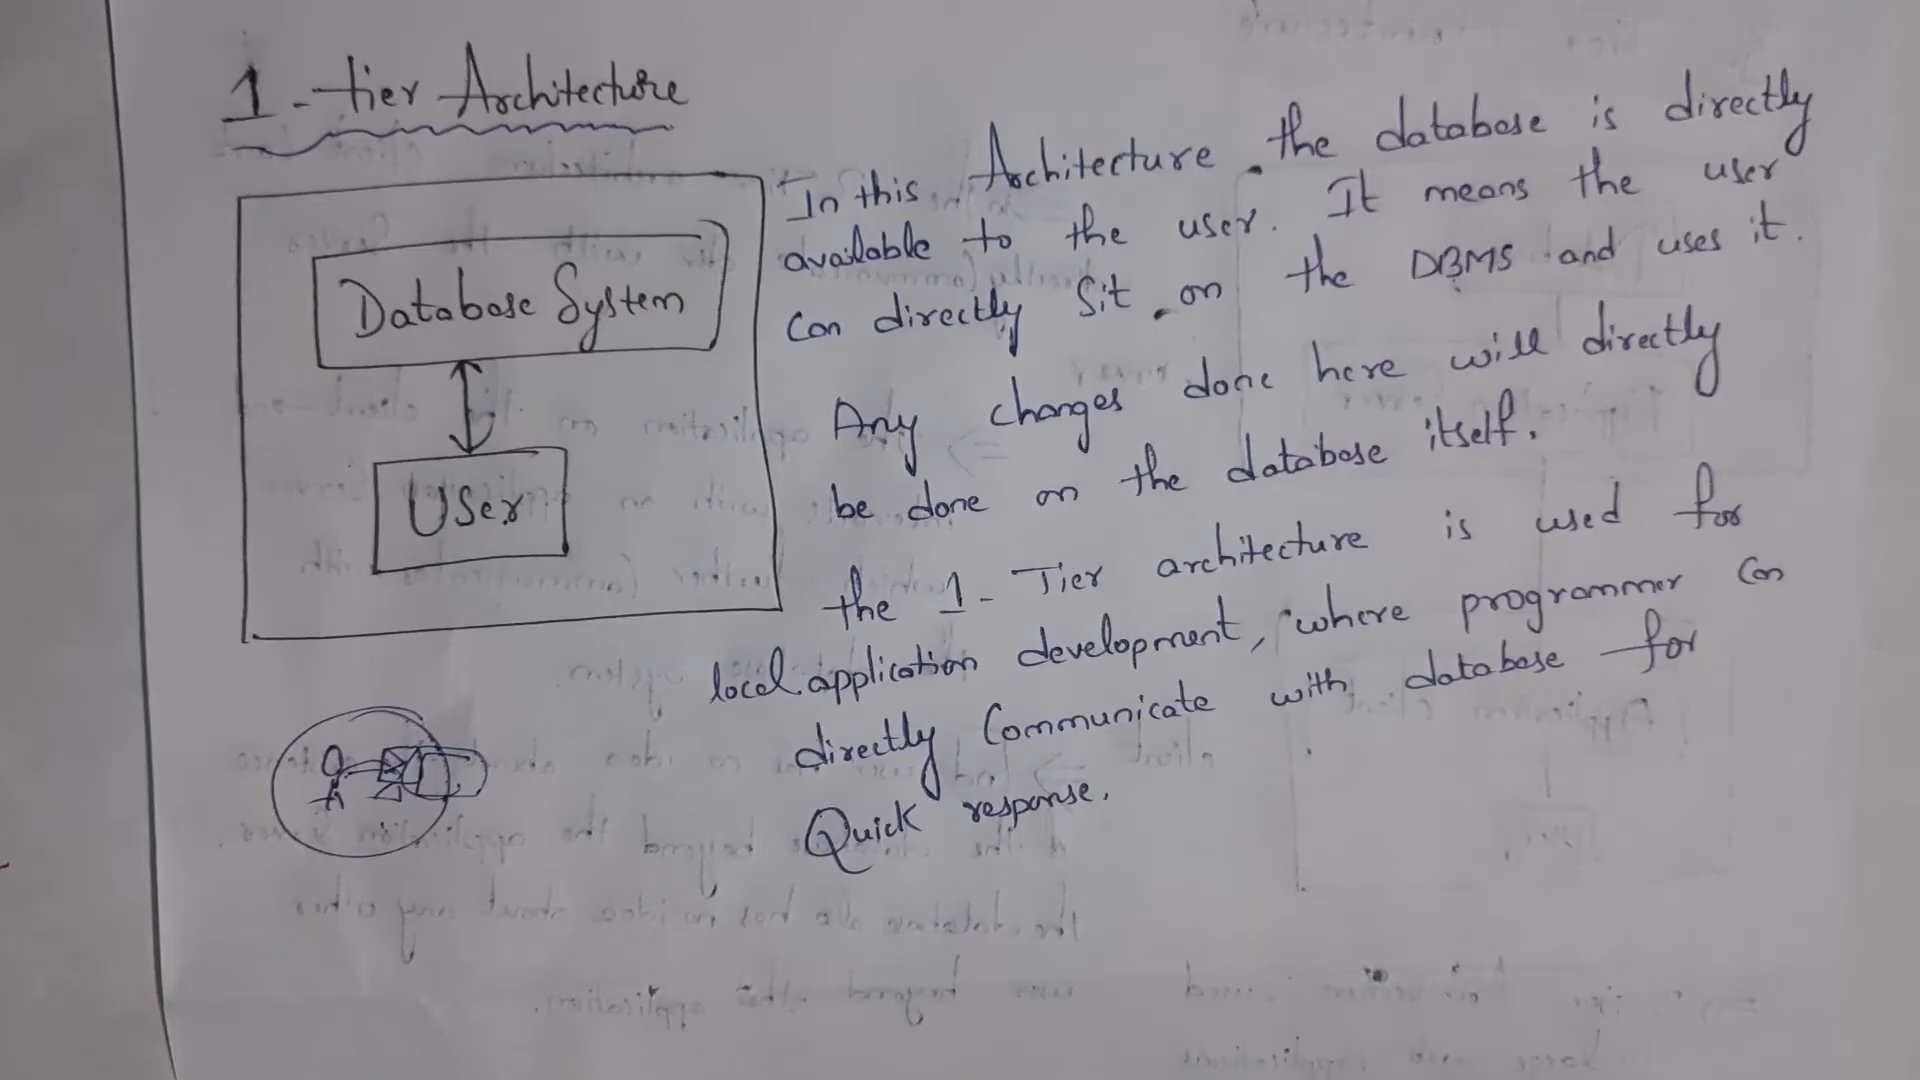 1-tier Architecture
Database System
User
In this Architecture the database is directly
available to the user. It means the user
can directly Sit on the DBMS and uses it.
Any changes done here will directly
be done on the database itself.
the 1-Tier architecture is used for
local application development, where programmer can
directly Communicate with database for
Quick response.